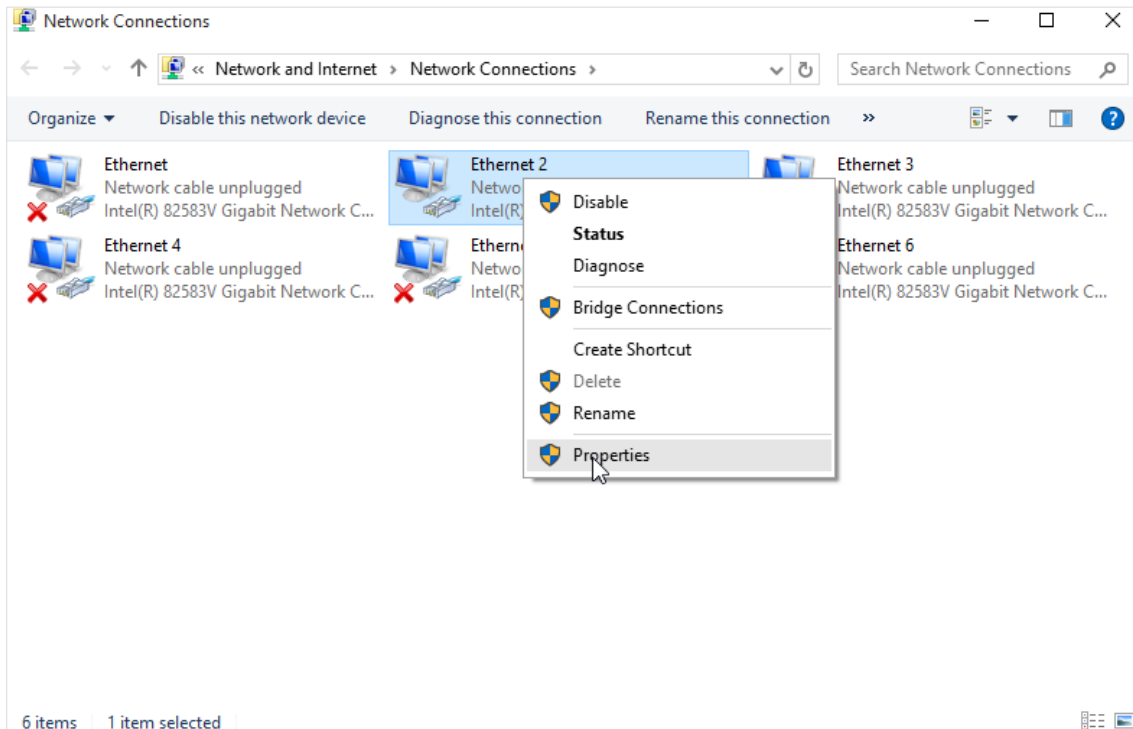 Network Connections
« Network and Internet > Network Connections >
Search Network Connections
Organize
Disable this network device
Diagnose this connection
Rename this connection
»
Ethernet
Network cable unplugged
Intel(R) 82583V Gigabit Network C...
Ethernet 2
Intel(R)
Ethernet 3
Network cable unplugged
Intel(R) 82583V Gigabit Network C...
Ethernet 4
Network cable unplugged
Intel(R) 82583V Gigabit Network C...
Intel(R)
Ethernet 6
Network cable unplugged
Intel(R) 82583V Gigabit Network C...
Disable
Status
Diagnose
Bridge Connections
Create Shortcut
Delete
Rename
Properties
6 items
1 item selected